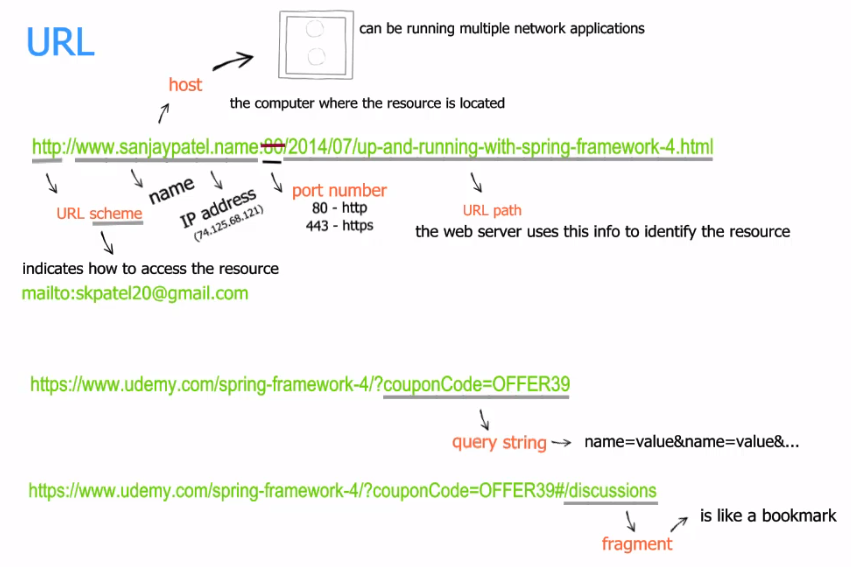 URL
can be running multiple network applications
host
the computer where the resource is located
http://www.sanjaypatel.name:80/2014/07/up-and-running-with-spring-framework-4.html
URL scheme
name
IP address
(74.125.68.121)
port number
80 - http
443 - https
URL path
the web server uses this info to identify the resource
indicates how to access the resource
mailto:skpatel20@gmail.com
https://www.udemy.com/spring-framework-4/?couponCode=OFFER39
query string
name=value&name=value&...
https://www.udemy.com/spring-framework-4/?couponCode=OFFER39#/discussions
is like a bookmark
fragment